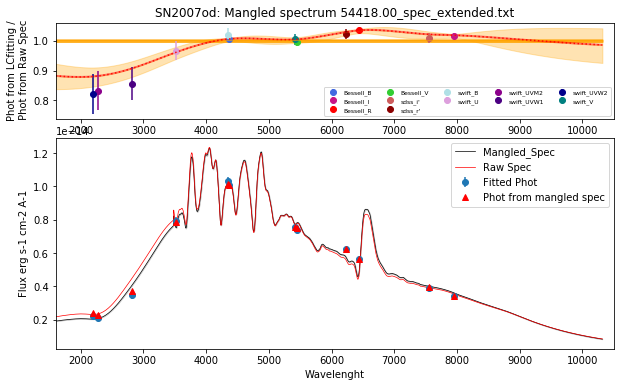 SN2007od: Mangled spectrum 54418.00_spec_extended.txt
Phot from LCfitting /
Phot from Raw Spec
1.0
0.9
0.8
Bessell_B
Bessell_I
Bessell_R
Bessell_V
sdss_i'
sdss_r'
swift_B
swift_U
swift_UVM2
swift_UVW1
swift_UVW2
swift_V
2000 3000 4000 5000 6000 7000 8000 9000 10000
1e−14
Flux erg s-1 cm-2 A-1
1.2
1.0
0.8
0.6
0.4
0.2
Mangled_Spec
Raw Spec
Fitted Phot
Phot from mangled spec
2000 3000 4000 5000 6000 7000 8000 9000 10000
Wavelenght